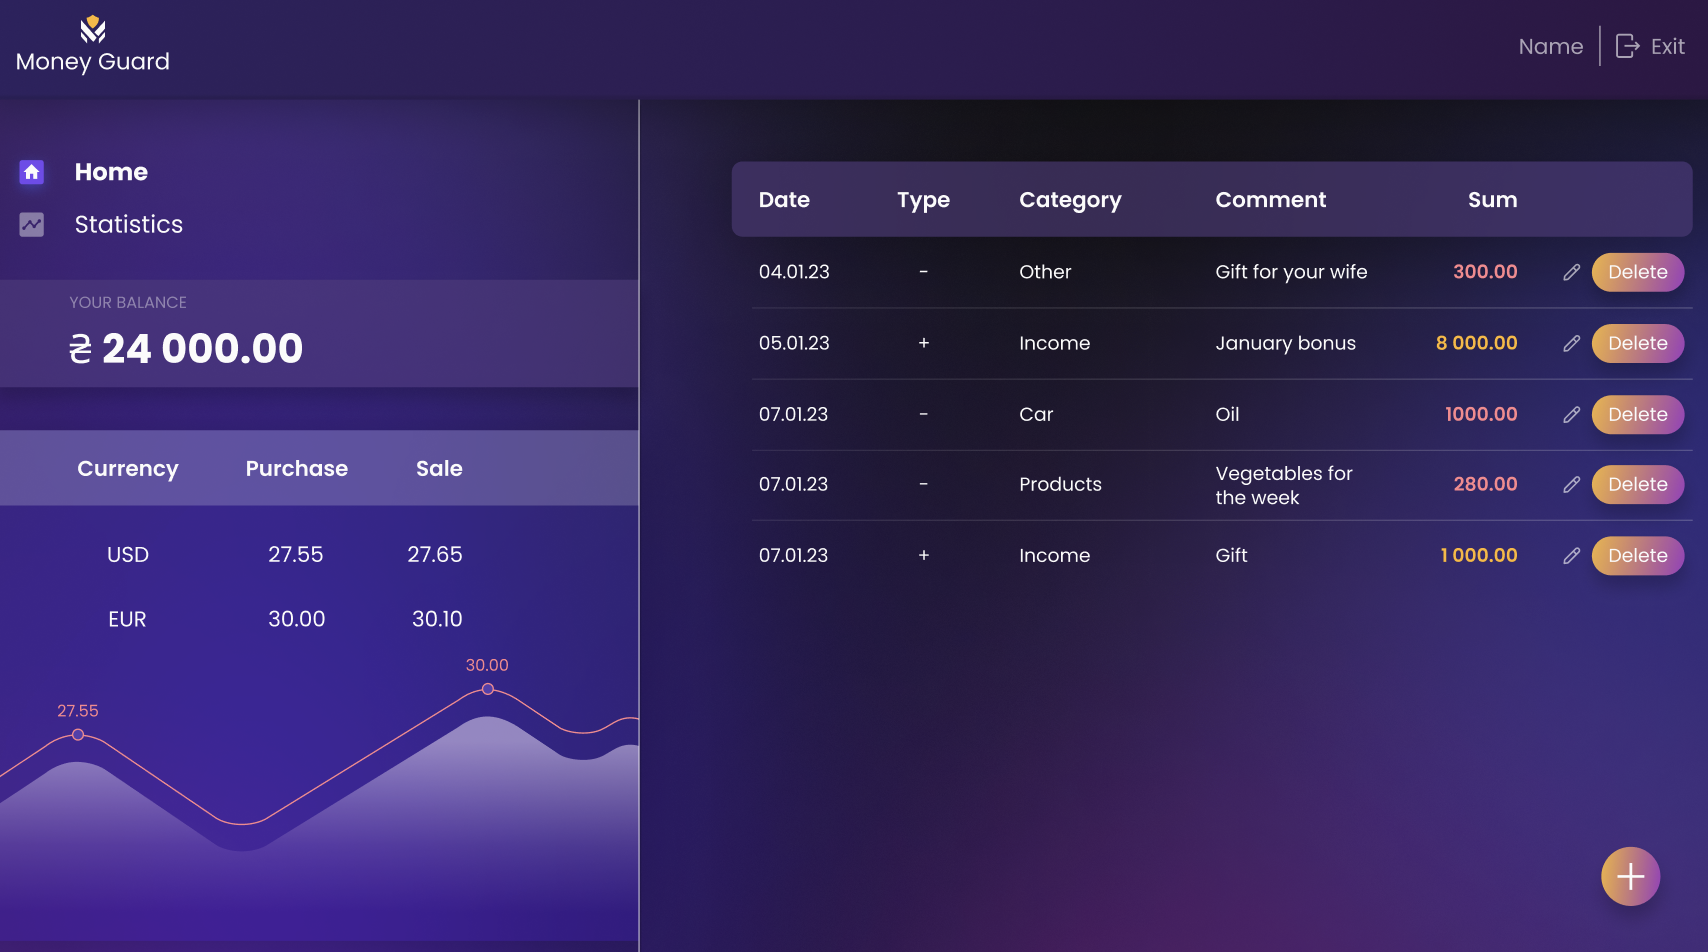 Money Guard
Name
Exit
Home
Statistics
YOUR BALANCE
₴ 24 000.00
Currency Purchase Sale
USD 27.55 27.65
EUR 30.00 30.10
30.00
27.55
Date Type Category Comment Sum
04.01.23 - Other Gift for your wife 300.00 Delete
05.01.23 + Income January bonus 8 000.00 Delete
07.01.23 - Car Oil 1000.00 Delete
07.01.23 - Products Vegetables for
the week 280.00 Delete
07.01.23 + Income Gift 1 000.00 Delete